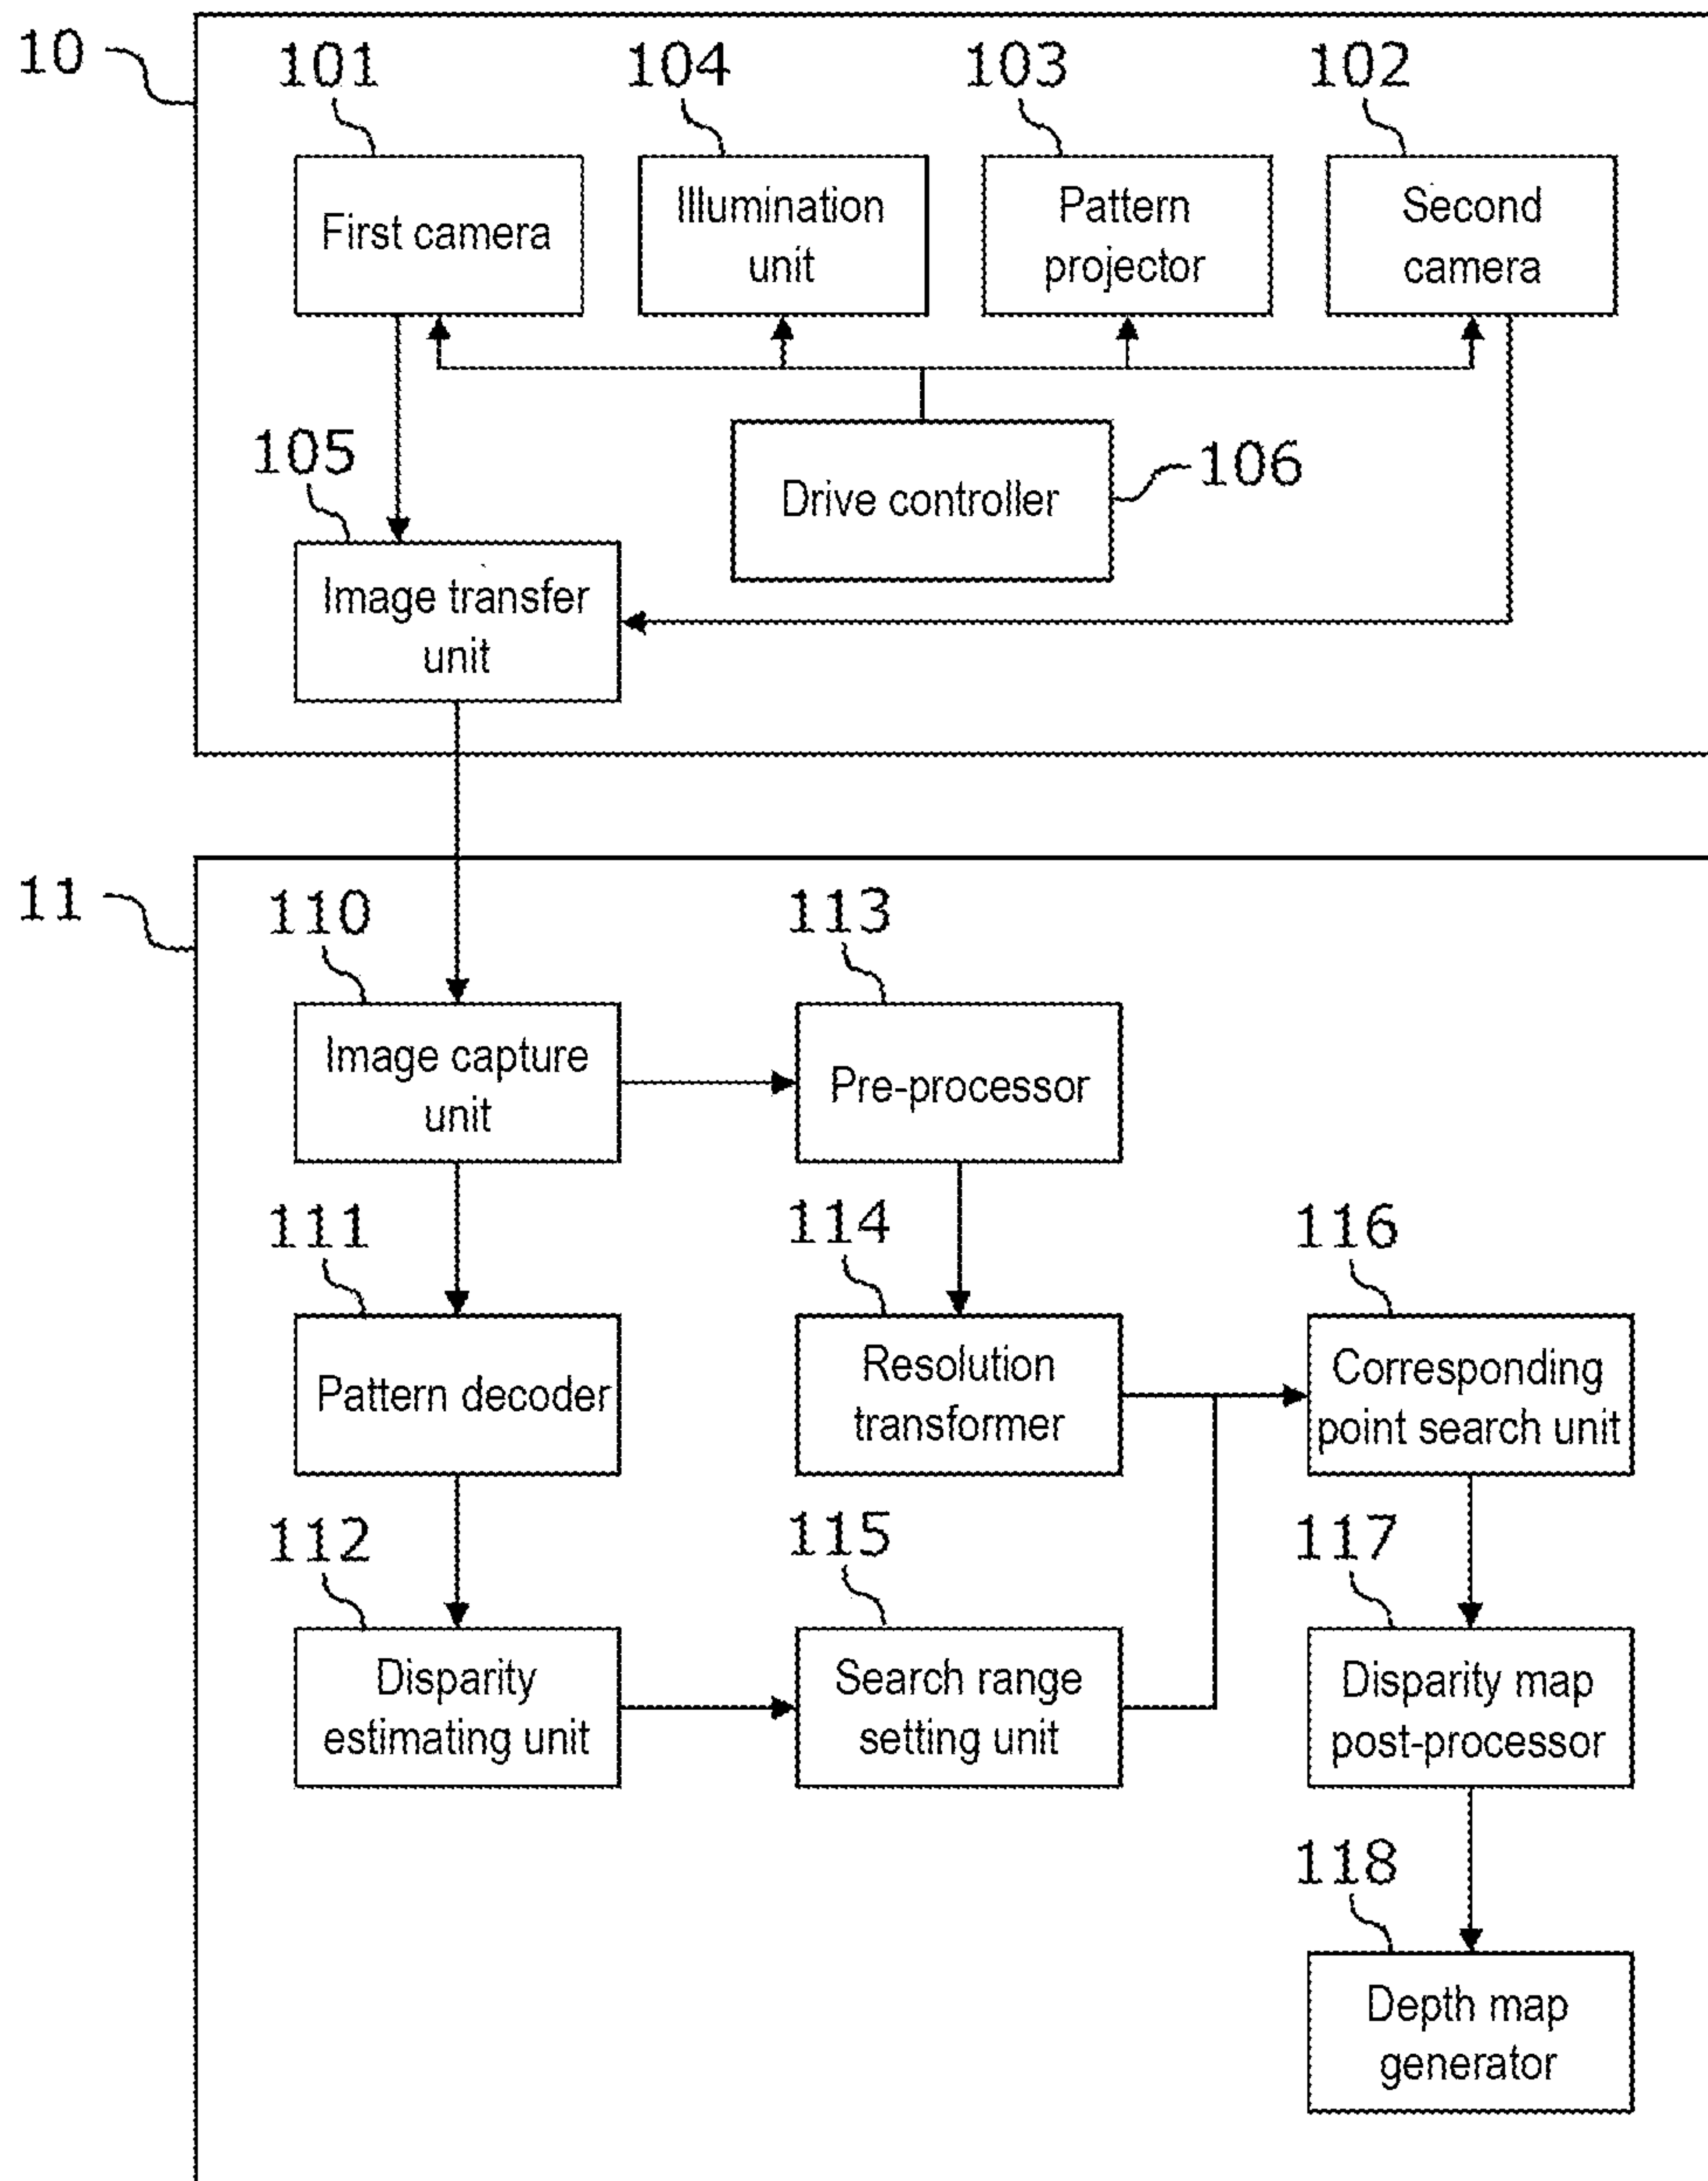 10
101
104
103
102
First camera
Illumination
unit
Pattern
projector
Second
camera
105
Drive controller
106
Image transfer
unit
11
110
113
Image capture
unit
Pre-processor
111
114
116
Pattern decoder
Resolution
transformer
Corresponding
point search unit
112
115
117
Disparity
estimating unit
Search range
setting unit
Disparity map
post-processor
118
Depth map
generator